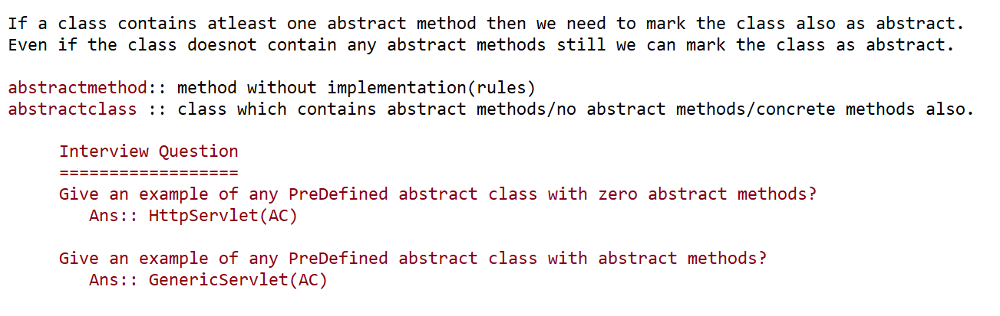 If a class contains atleast one abstract method then we need to mark the class also as abstract.
Even if the class doesnot contain any abstract methods still we can mark the class as abstract.
abstractmethod:: method without implementation(rules)
abstractclass :: class which contains abstract methods/no abstract methods/concrete methods also.
Interview Question
==================
Give an example of any PreDefined abstract class with zero abstract methods?
Ans:: HttpServlet(AC)
Give an example of any PreDefined abstract class with abstract methods?
Ans:: GenericServlet(AC)